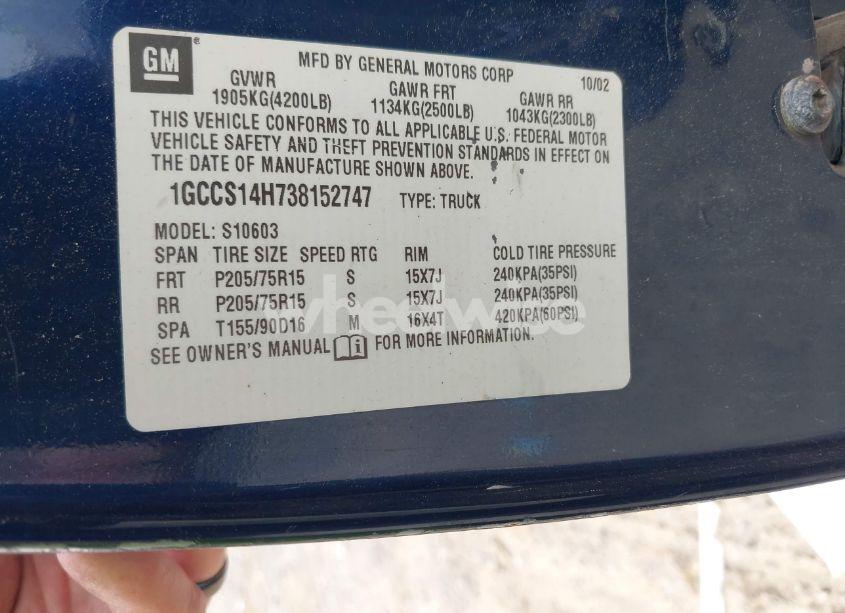 GM
MFD BY GENERAL MOTORS CORP 10/02
GVWR GAWR FRT GAWR RR
1905KG(4200LB) 1134KG(2500LB) 1043KG(2300LB)
THIS VEHICLE CONFORMS TO ALL APPLICABLE U.S. FEDERAL MOTOR
VEHICLE SAFETY AND THEFT PREVENTION STANDARDS IN EFFECT ON
THE DATE OF MANUFACTURE SHOWN ABOVE.
1GCCS14H738152747 TYPE: TRUCK
MODEL: S10603
SPAN TIRE SIZE SPEED RTG RIM COLD TIRE PRESSURE
FRT P205/75R15 S 15X7J 240KPA(35PSI)
RR P205/75R15 S 15X7J 240KPA(35PSI)
SPA T155/90D16 M 16X4T 420KPA(60PSI)
SEE OWNER'S MANUAL FOR MORE INFORMATION.